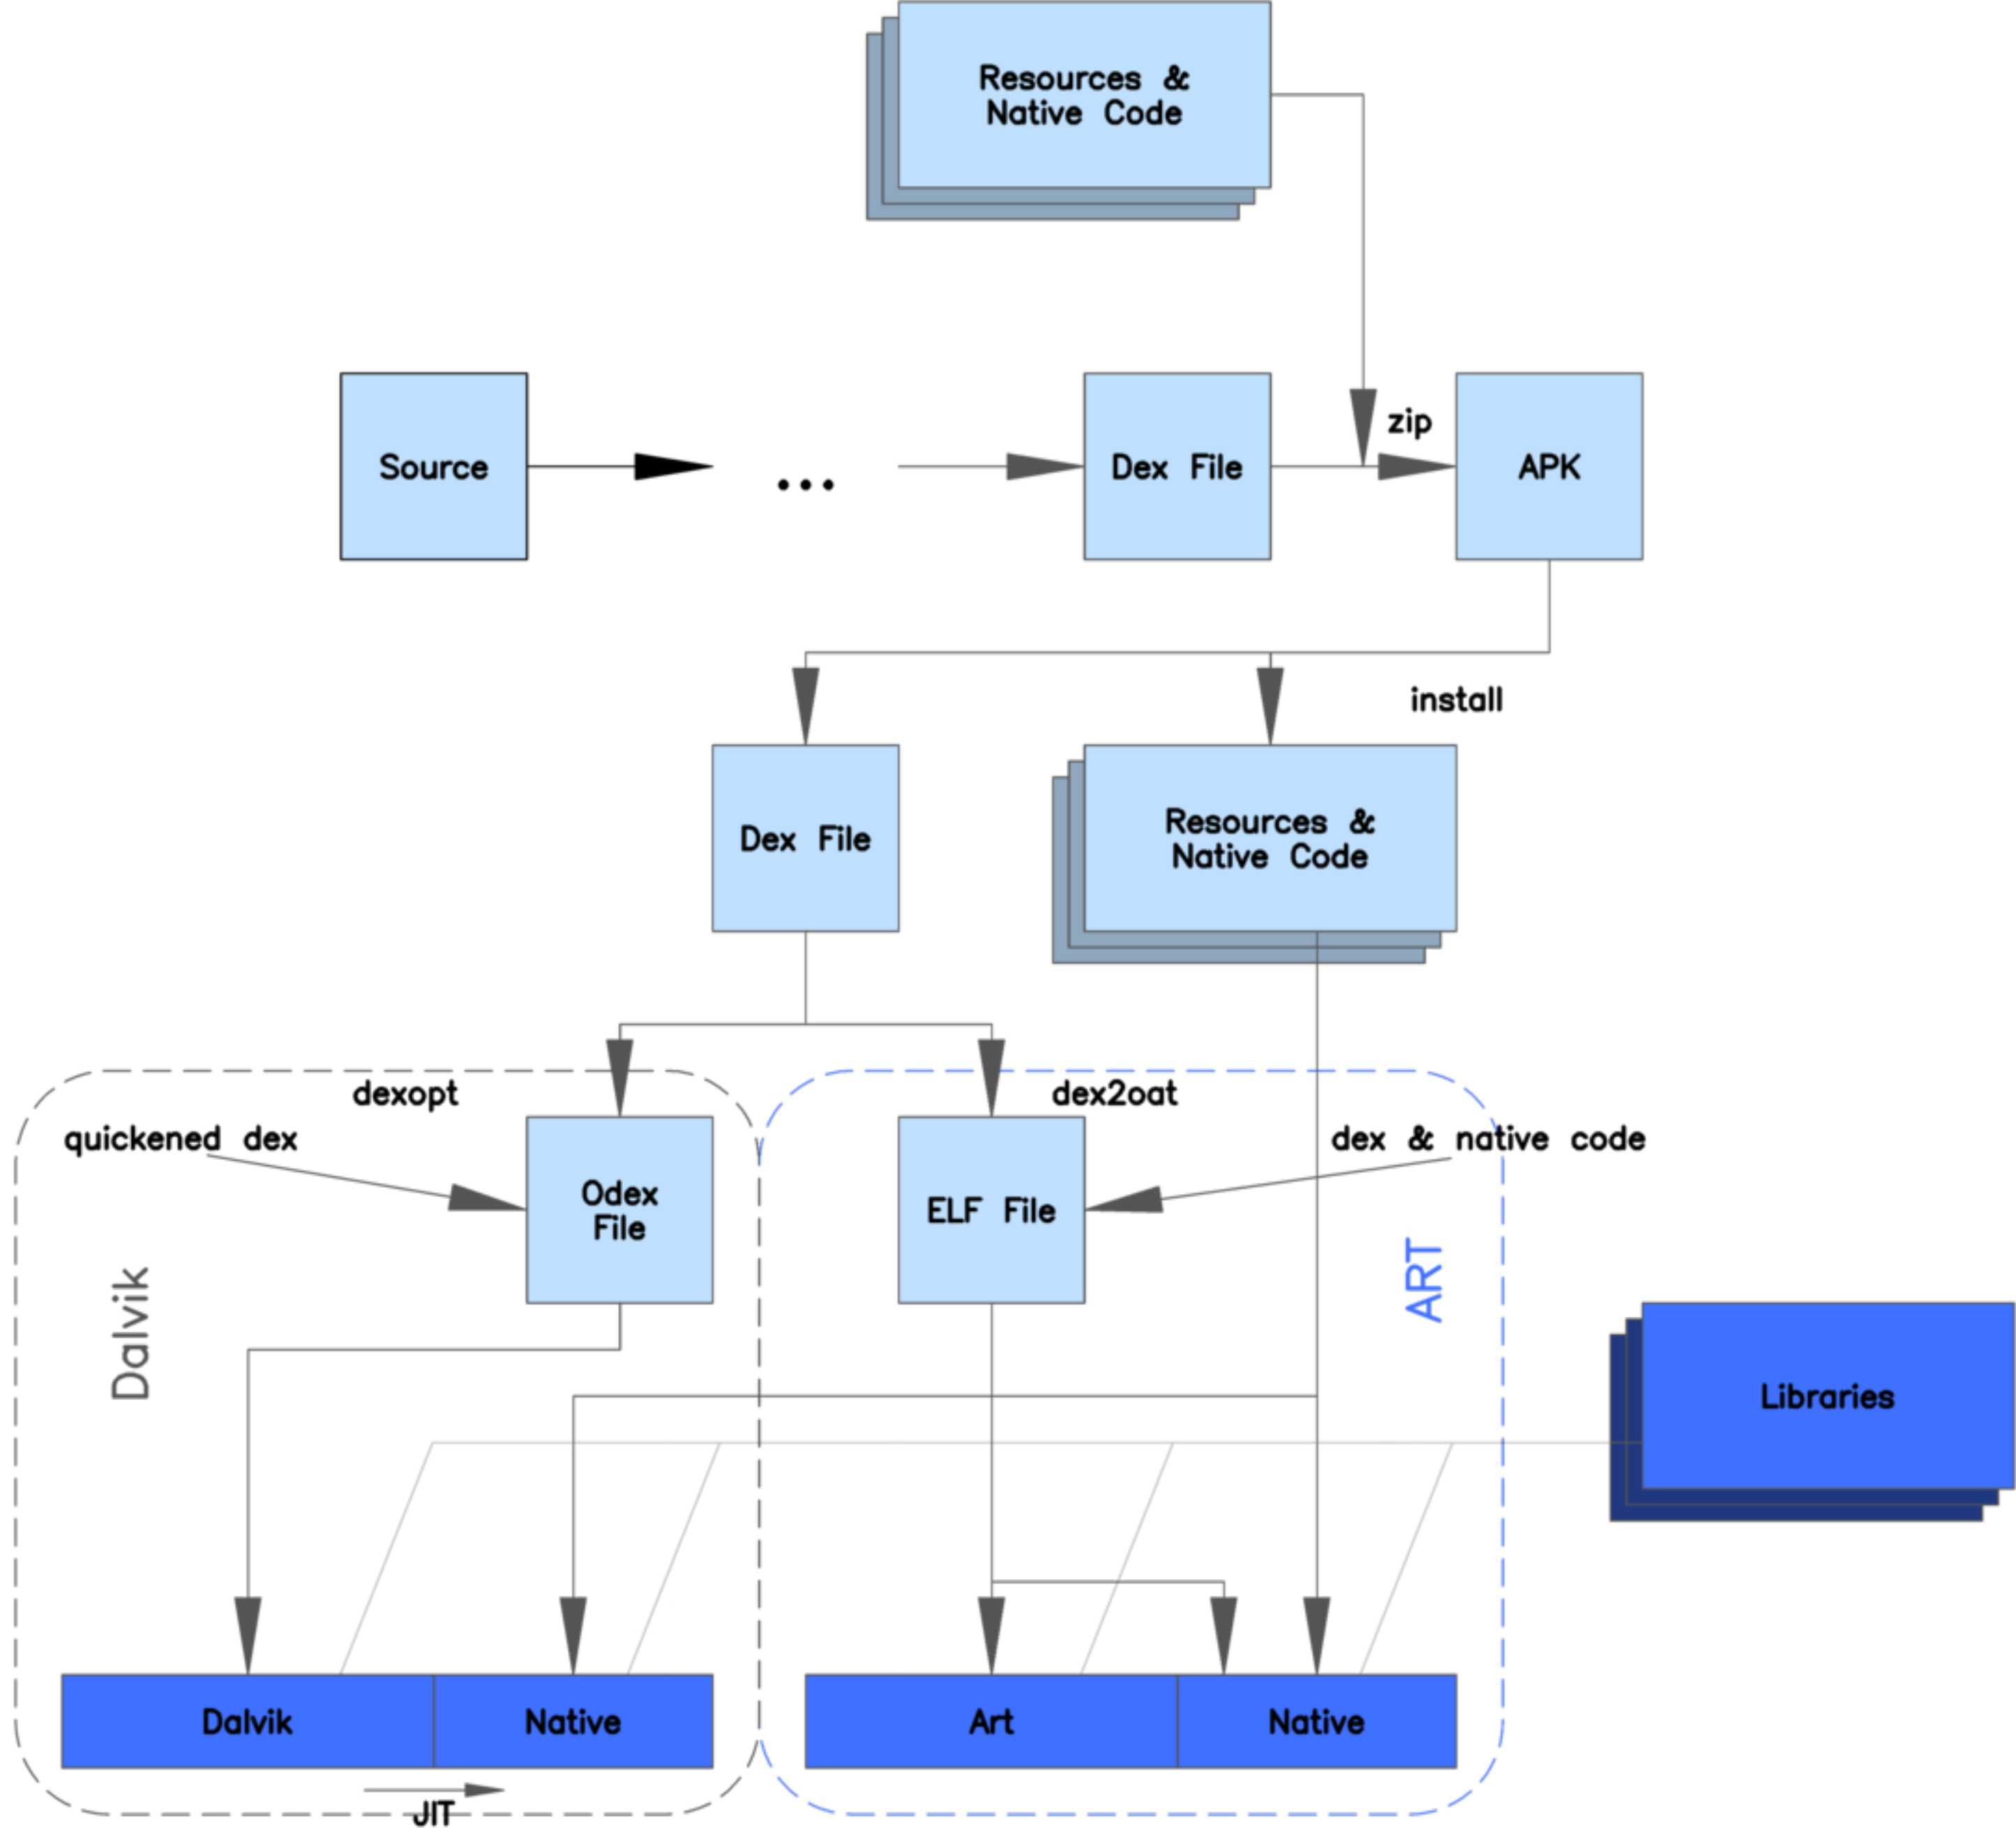 Resources &
Native Code
zip
Source
...
Dex File
APK
install
Dex File
Resources &
Native Code
dexopt
dex2oat
quickened dex
dex & native code
Odex
File
ELF File
Dalvik
ART
Libraries
Dalvik
Native
Art
Native
JIT